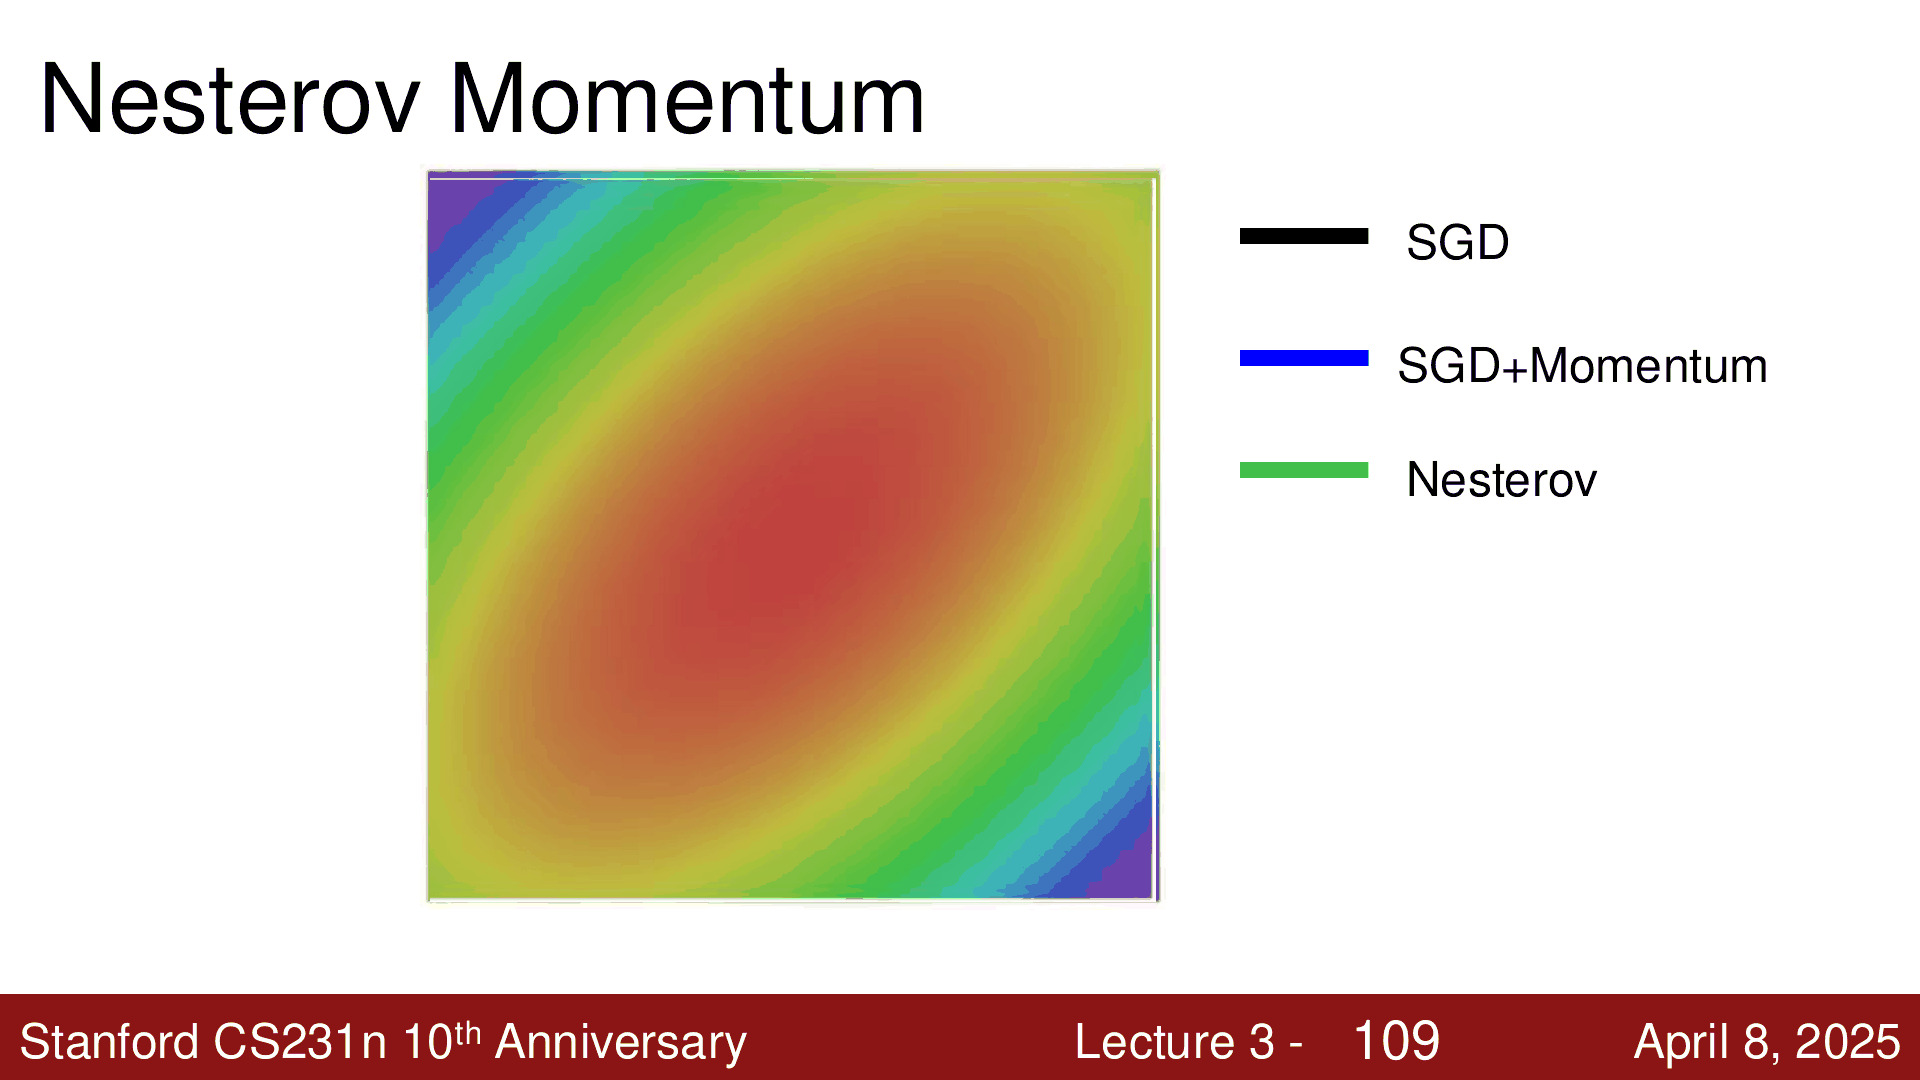 Nesterov Momentum
SGD
SGD+Momentum
Nesterov
Stanford CS231n 10th Anniversary
Lecture 3 - 109
April 8, 2025